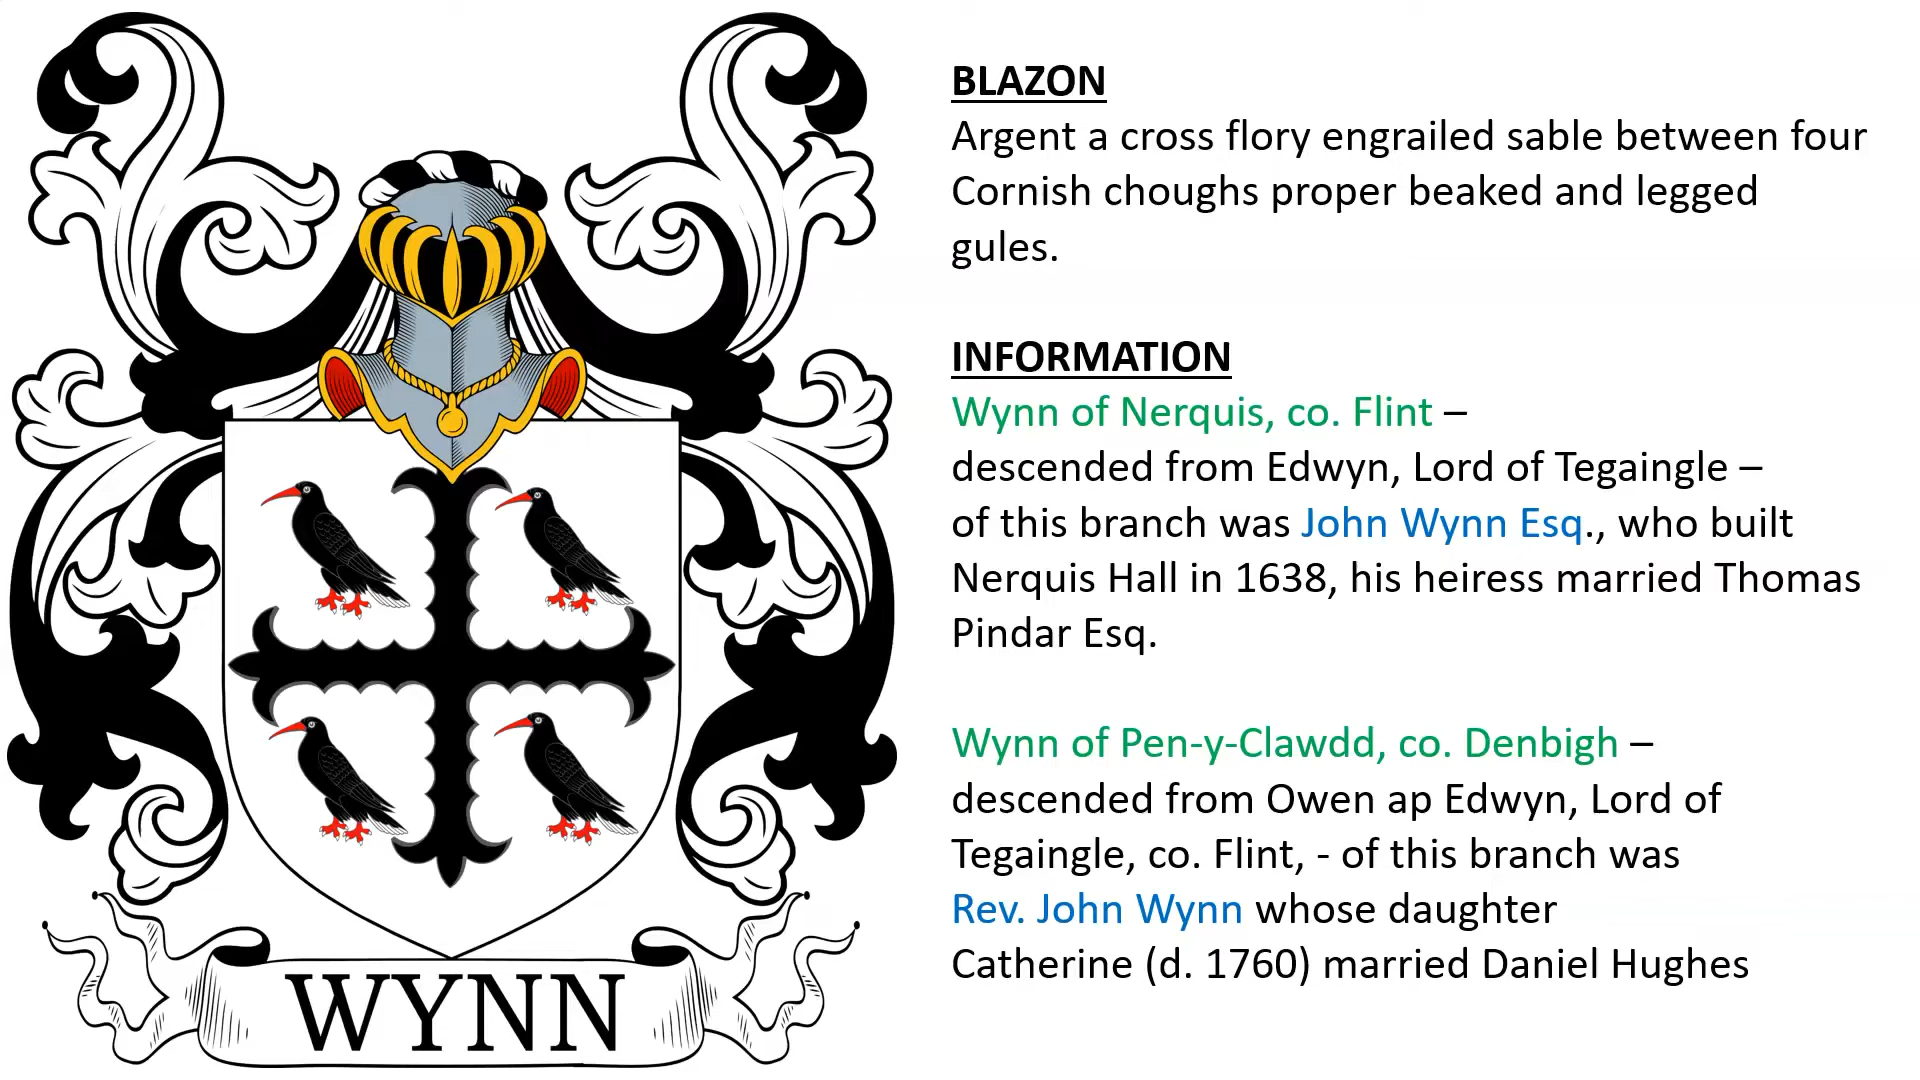 BLAZON
Argent a cross flory engrailed sable between four
Cornish choughs proper beaked and legged
gules.
INFORMATION
Wynn of Nerquis, co. Flint –
descended from Edwyn, Lord of Tegaingle –
of this branch was John Wynn Esq., who built
Nerquis Hall in 1638, his heiress married Thomas
Pindar Esq.
Wynn of Pen-y-Clawdd, co. Denbigh –
descended from Owen ap Edwyn, Lord of
Tegaingle, co. Flint, - of this branch was
Rev. John Wynn whose daughter
Catherine (d. 1760) married Daniel Hughes
WYNN